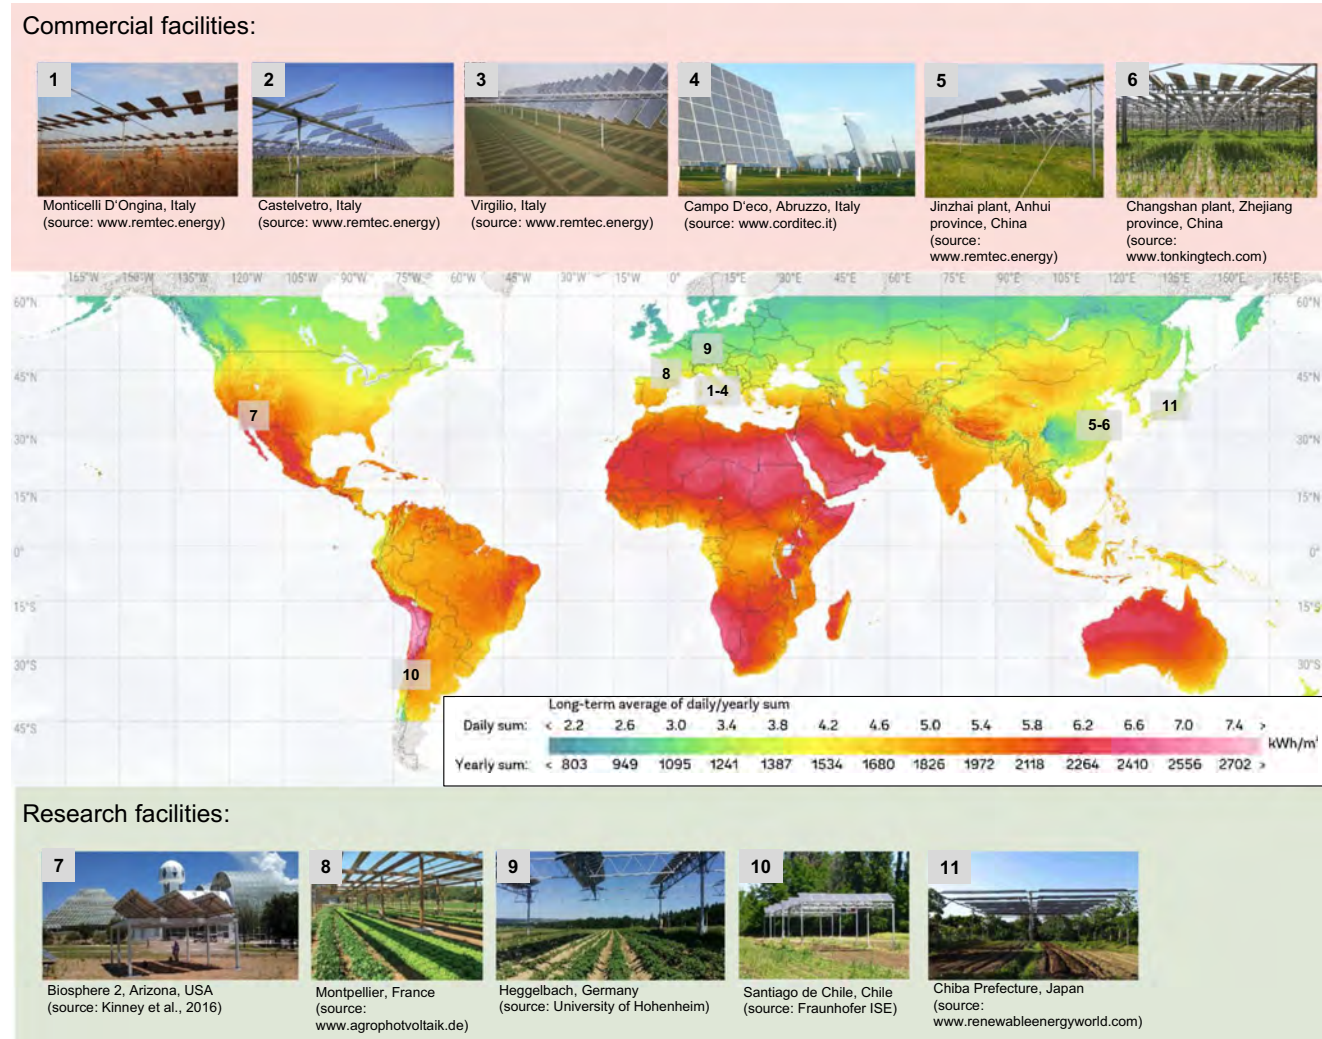 Commercial facilities:
1
2
3
4
5
6
Monticelli D'Ongina, Italy
(source: www.remtec.energy)
Castelvetro, Italy
(source: www.remtec.energy)
Virgilio, Italy
(source: www.remtec.energy)
Campo D'eco, Abruzzo, Italy
(source: www.corditec.it)
Jinzhai plant, Anhui
province, China
(source:
www.remtec.energy)
Changshan plant, Zhejiang
province, China
(source:
www.tonkingtech.com)
165°W 150°W 135°W 120°W 105°W 90°W 75°W 60°W 45°W 30°W 15°W 0° 15°E 30°E 45°E 60°E 75°E 90°E 105°E 120°E 135°E 150°E 165°E
60°N 60°N
9
8
45°N 45°N
1-4
7
11
5-6
30°N 30°N
15°N 15°N
0° 0°
15°S 15°S
30°S 30°S
10
45°S
Long-term average of daily/yearly sum
Daily sum: < 2.2 2.6 3.0 3.4 3.8 4.2 4.6 5.0 5.4 5.8 6.2 6.6 7.0 7.4 >
kWh/m²
Yearly sum: < 803 949 1095 1241 1387 1534 1680 1826 1972 2118 2264 2410 2556 2702 >
Research facilities:
7
8
9
10
11
Biosphere 2, Arizona, USA
(source: Kinney et al., 2016)
Montpellier, France
(source:
www.agrophotvoltaik.de)
Heggelbach, Germany
(source: University of Hohenheim)
Santiago de Chile, Chile
(source: Fraunhofer ISE)
Chiba Prefecture, Japan
(source:
www.renewableenergyworld.com)